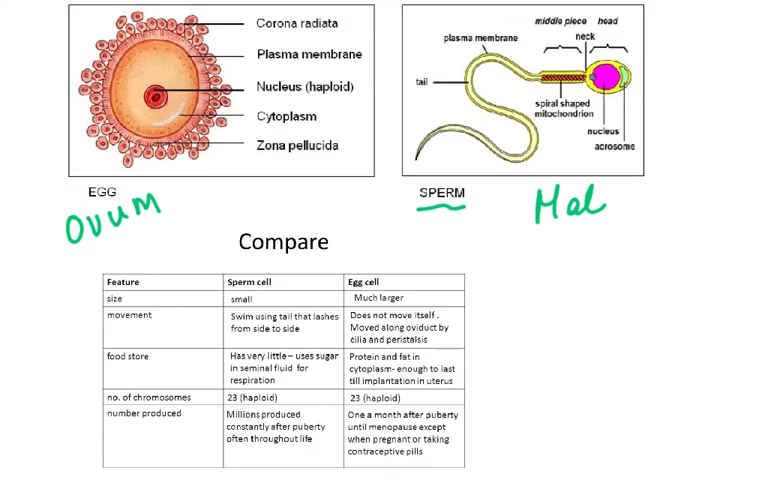 Corona radiata
Plasma membrane
Nucleus (haploid)
Cytoplasm
Zona pellucida
middle piece head
neck
plasma membrane
tail
spiral shaped
mitochondrion
nucleus
acrosome
EGG
SPERM
Ovum
Mal
Compare
Feature Sperm cell Egg cell
size small Much larger
movement Swim using tail that lashes
from side to side
Does not move itself .
Moved along oviduct by
cilia and peristalsis
food store Has very little – uses sugar
in seminal fluid for
respiration
Protein and fat in
cytoplasm- enough to last
till implantation in uterus
no. of chromosomes 23 (haploid) 23 (haploid)
number produced Millions produced
constantly after puberty
often throughout life
One a month after puberty
until menopause except
when pregnant or taking
contraceptive pills